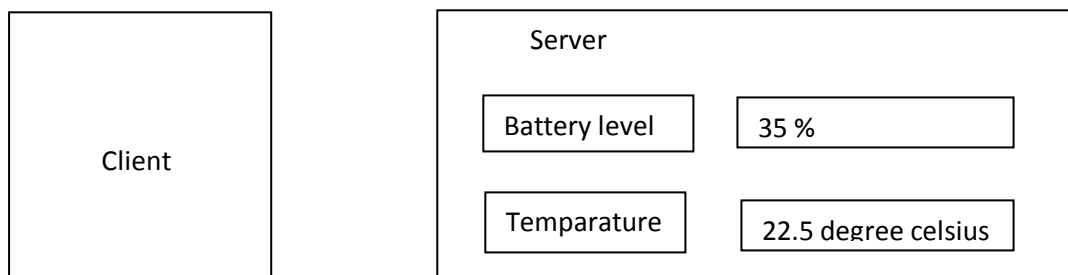 Server
Battery level
35 %
Client
Temparature
22.5 degree celsius